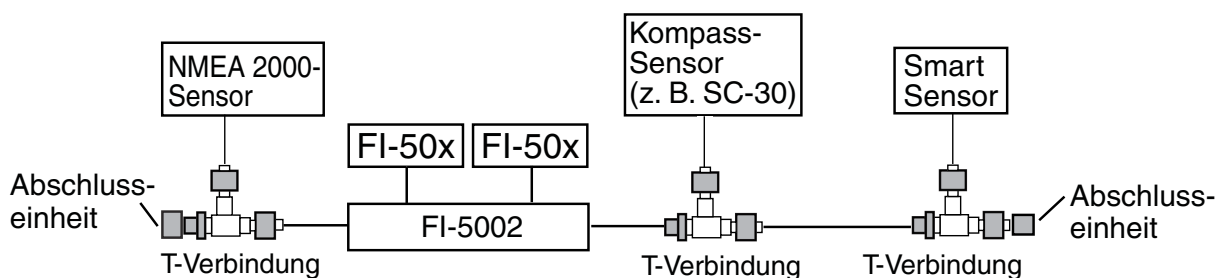 NMEA 2000-
Sensor
Kompass-
Sensor
(z. B. SC-30)
Smart
Sensor
FI-50x
FI-50x
Abschluss-
einheit
FI-5002
Abschluss-
einheit
T-Verbindung
T-Verbindung
T-Verbindung